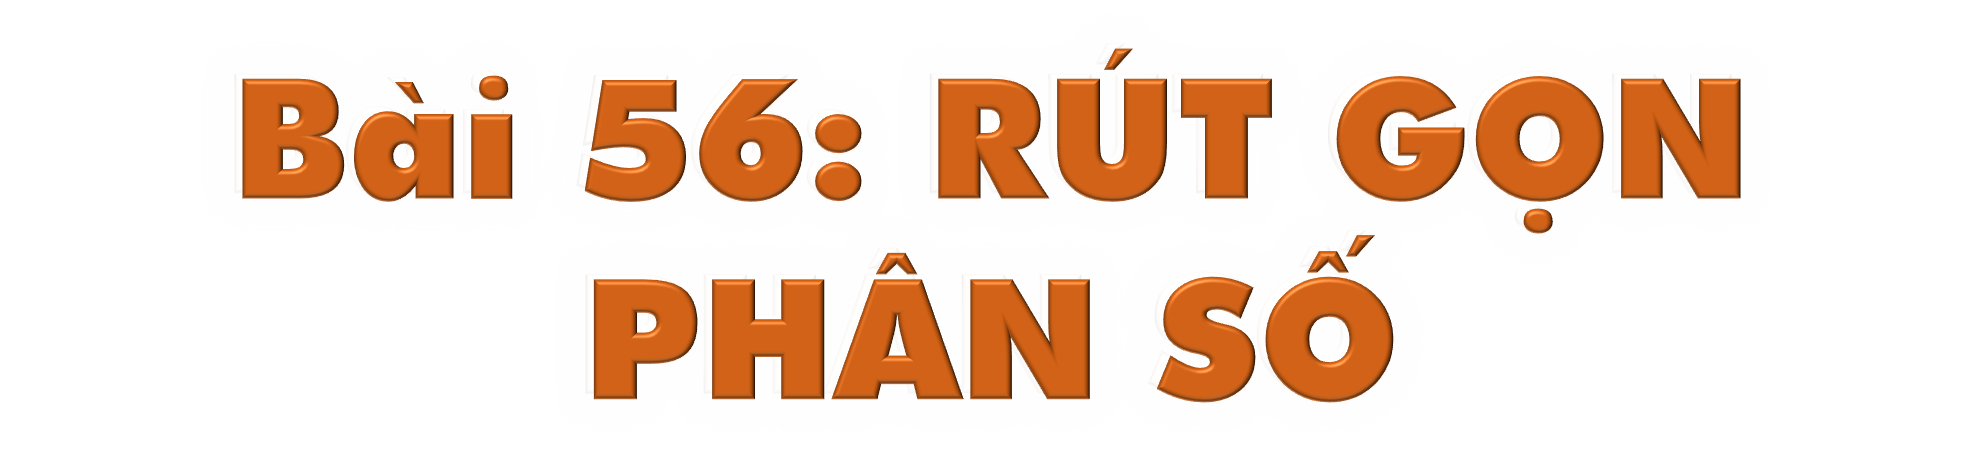 Bài 56: RÚT GỌN
PHÂN SỐ